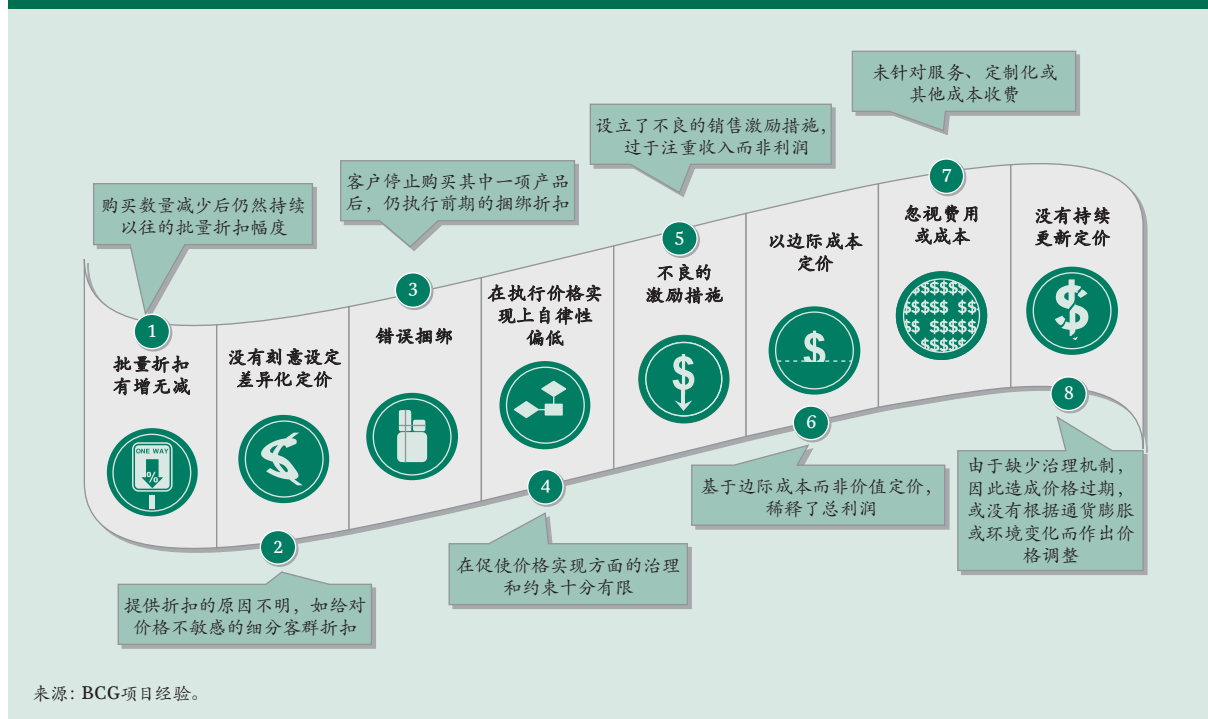 购买数量减少后仍然持续
以往的批量折扣幅度
1
批量折扣
有增无减
ONE WAY
%
没有刻意设定
差异化定价
2
提供折扣的原因不明，如给对
价格不敏感的细分客群折扣
客户停止购买其中一项产品
后，仍执行前期的捆绑折扣
3
错误捆绑
在执行价格实
现上自律性
偏低
4
在促使价格实现方面的治理
和约束十分有限
设立了不良的销售激励措施，
过于注重收入而非利润
5
不良的
激励措施
$
以边际成本
定价
$
6
基于边际成本而非价值定价，
稀释了总利润
未针对服务、定制化或
其他成本收费
7
忽视费用
或成本
$$$$$
$$$$$ $$
$$ $$$$$
$$$$$
没有持续
更新定价
$
8
由于缺少治理机制，
因此造成价格过期，
或没有根据通货膨胀
或环境变化而作出价
格调整
来源：BCG项目经验。